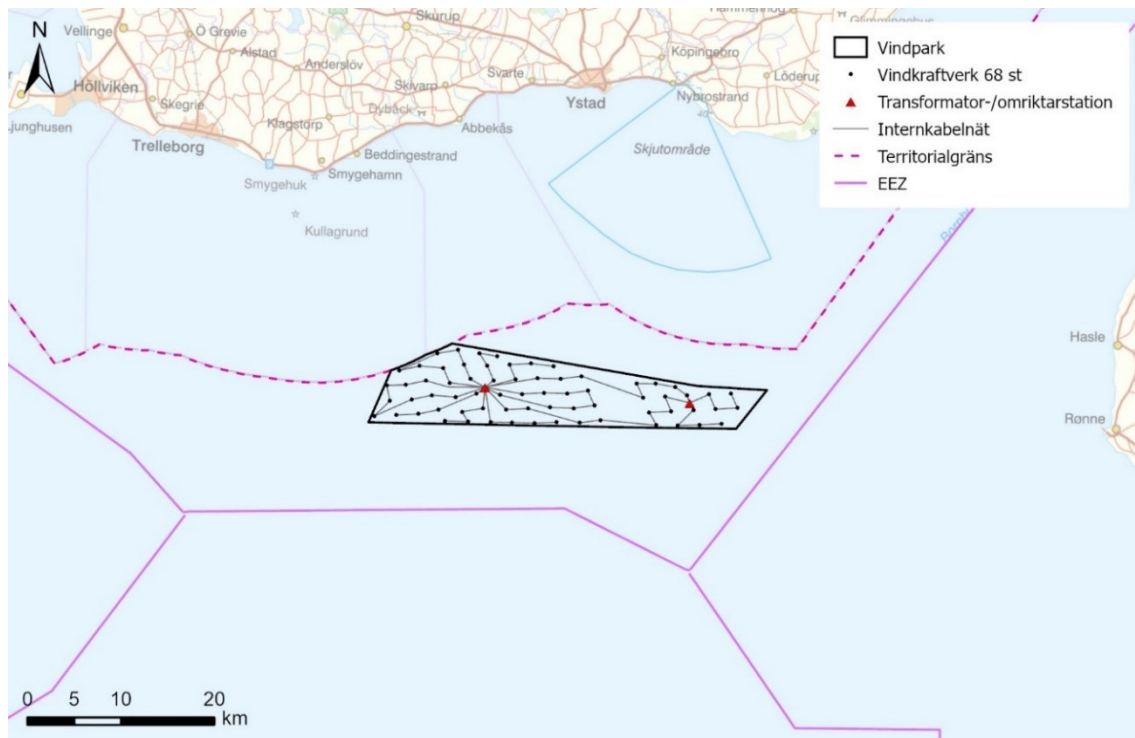 N
Vellinge
Ö Grevie
Skurup
Alstad
Anderslöv
Höllviken
Ljunghusen
Skegrie
Skivarp
Svarte
Köpingebro
Löderup
Dybäck
Klagstorp
Ystad
Nybrostrand
40
Trelleborg
Abbekås
Beddingestrand
Skjutområde
Smygehuk
Smygehamn
Kullagrund
Hasle
Rønne
Vindpark
Vindkraftverk 68 st
Transformator-/omriktarstation
Internkabelnät
Territorialgräns
EEZ
0 5 10 20
km